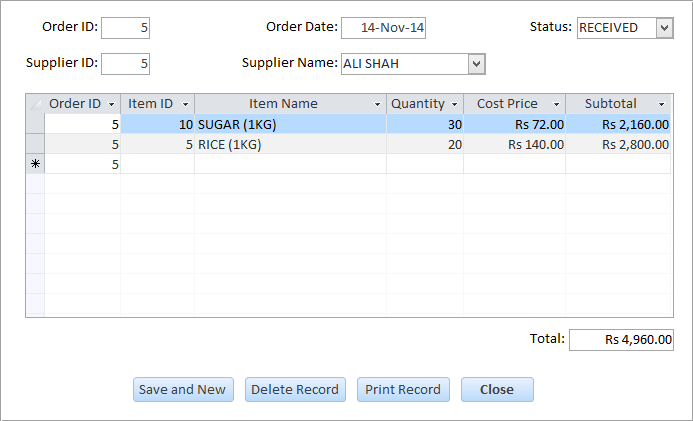 Order ID: 5 Order Date: 14-Nov-14 Status: RECEIVED
Supplier ID: 5 Supplier Name: ALI SHAH
Order ID Item ID Item Name Quantity Cost Price Subtotal
5 10 SUGAR (1KG) 30 Rs 72.00 Rs 2,160.00
5 5 RICE (1KG) 20 Rs 140.00 Rs 2,800.00
* 5
Total: Rs 4,960.00
Save and New Delete Record Print Record Close